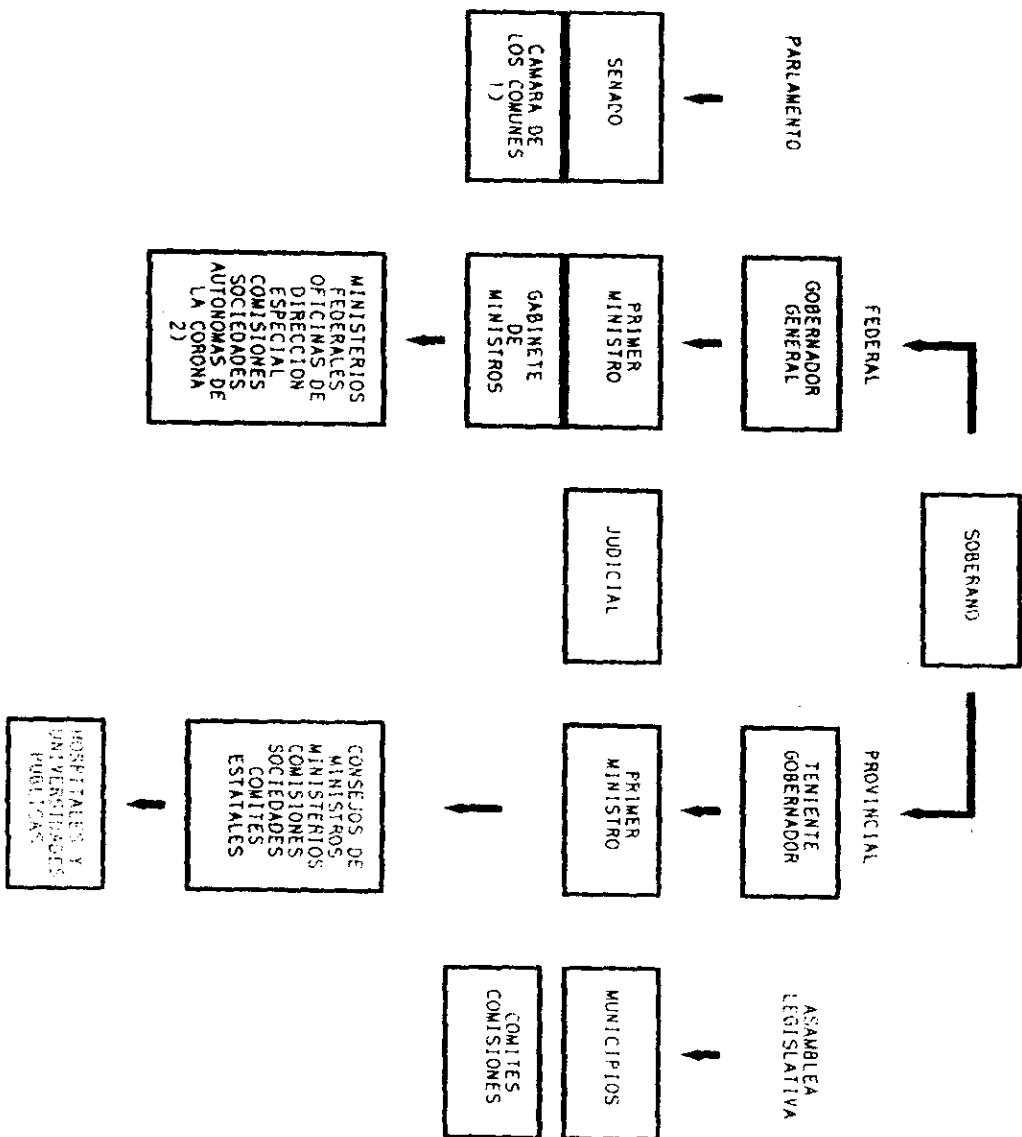 SOBERANO
FEDERAL
PROVINCIAL
PARLAMENTO
GOBERNADOR
GENERAL
TENIENTE
GOBERNADOR
ASAMBLEA
LEGISLATIVA
SENADO
CAMARA DE
LOS COMUNES
1)
PRIMER
MINISTRO
GABINETE
DE
MINISTROS
JUDICIAL
PRIMER
MINISTRO
MUNICIPIOS
COMITES
COMISIONES
MINISTERIOS
FEDERALES
OFICINAS DE
DIRECCION
ESPECIAL
COMISIONES
SOCIEDADES
AUTONOMAS DE
LA CORONA
2)
CONSEJOS DE
MINISTROS
MINISTERIOS
COMISIONES
SOCIEDADES
COMITES
ESTATALES
HOSPITALES Y
UNIVERSIDADES
PUBLICAS